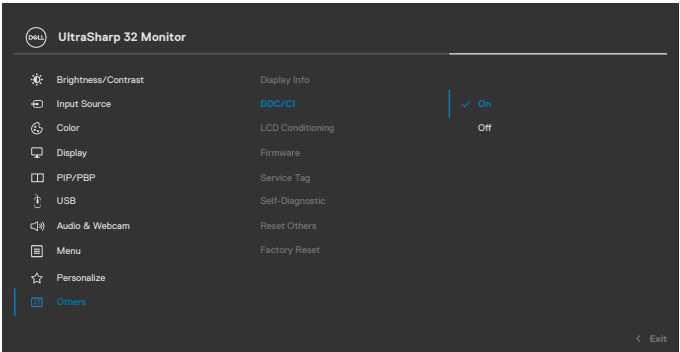 DELL UltraSharp 32 Monitor
Brightness/Contrast Display Info
Input Source DDC/CI On
Color LCD Conditioning Off
Display Firmware
PIP/PBP Service Tag
USB Self-Diagnostic
Audio & Webcam Reset Others
Menu Factory Reset
Personalize
Others
Exit